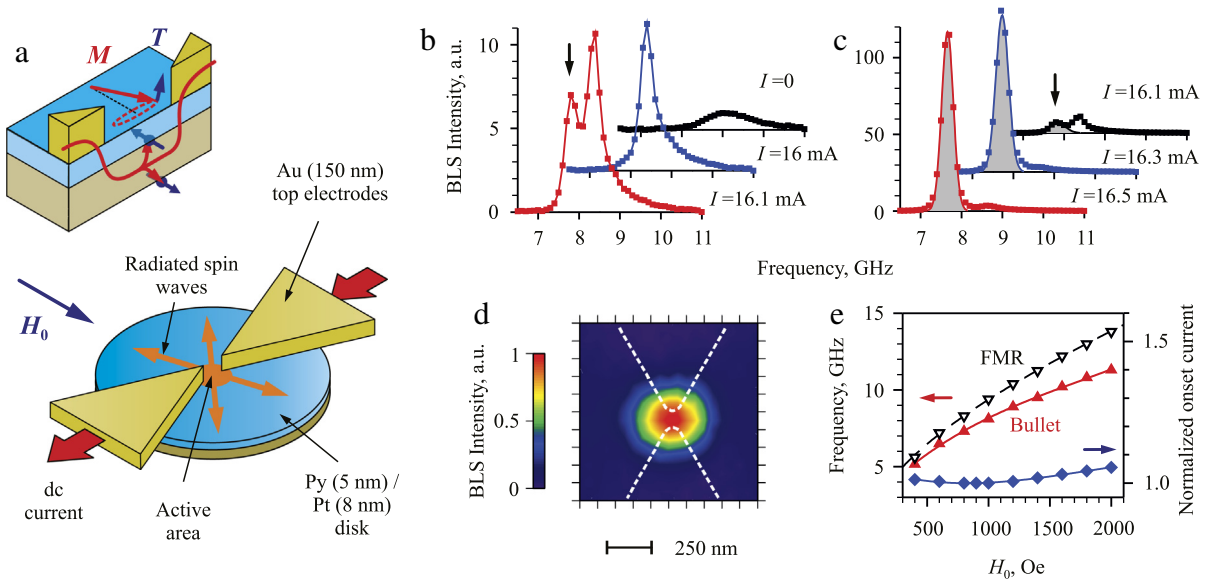 a
M
T
Au (150 nm)
top electrodes
Radiated spin
waves
H₀
dc
current
Active
area
Py (5 nm) /
Pt (8 nm)
disk
b
BLS Intensity, a.u.
10
5
0
I =0
I =16 mA
I =16.1 mA
7
8
9
10
11
c
100
50
0
I =16.1 mA
I =16.3 mA
I =16.5 mA
7
8
9
10
11
Frequency, GHz
d
BLS Intensity, a.u.
1
0.5
0
250 nm
e
Frequency, GHz
15
10
5
FMR
Bullet
1.5
1.0
Normalized onset current
500
1000
1500
2000
H₀, Oe